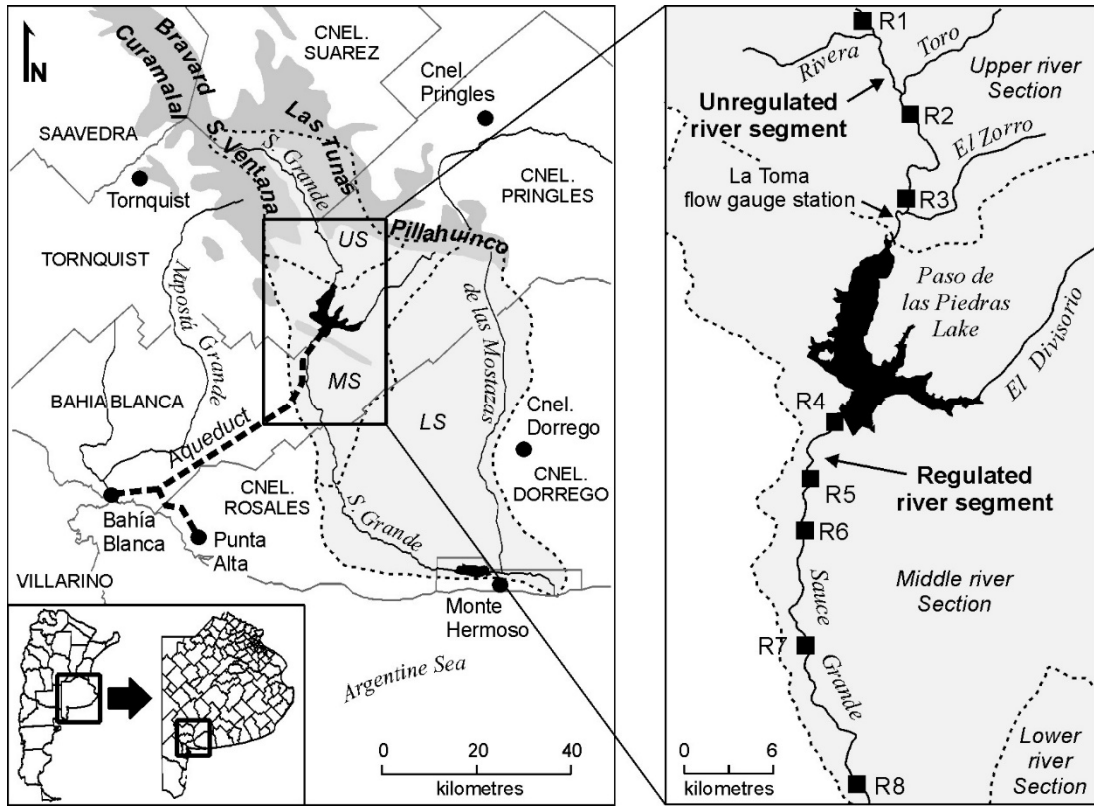 N
CNEL.
SUAREZ
Bravard
Curamalal
Cnel.
Pringles
Las Tunas
SAAVEDRA
S. Ventana
S. Grande
Tornquist
CNEL.
PRINGLES
Pillahuinco
US
TORNQUIST
Napostá Grande
de las Mostazas
MS
BAHIA BLANCA
LS
Aqueduct
Cnel.
Dorrego
CNEL.
DORREGO
CNEL.
ROSALES
S. Grande
Bahía
Blanca
Punta
Alta
VILLARINO
Monte
Hermoso
Argentine Sea
0 20 40
kilometres
R1
Rivera
Toro
Upper river
Section
Unregulated
river segment
R2
El Zorro
La Toma
flow gauge station
R3
Paso de
las Piedras
Lake
El Divisorio
R4
Regulated
river segment
R5
R6
Sauce
Middle river
Section
R7
Grande
Lower
river
Section
0 6
kilometres
R8